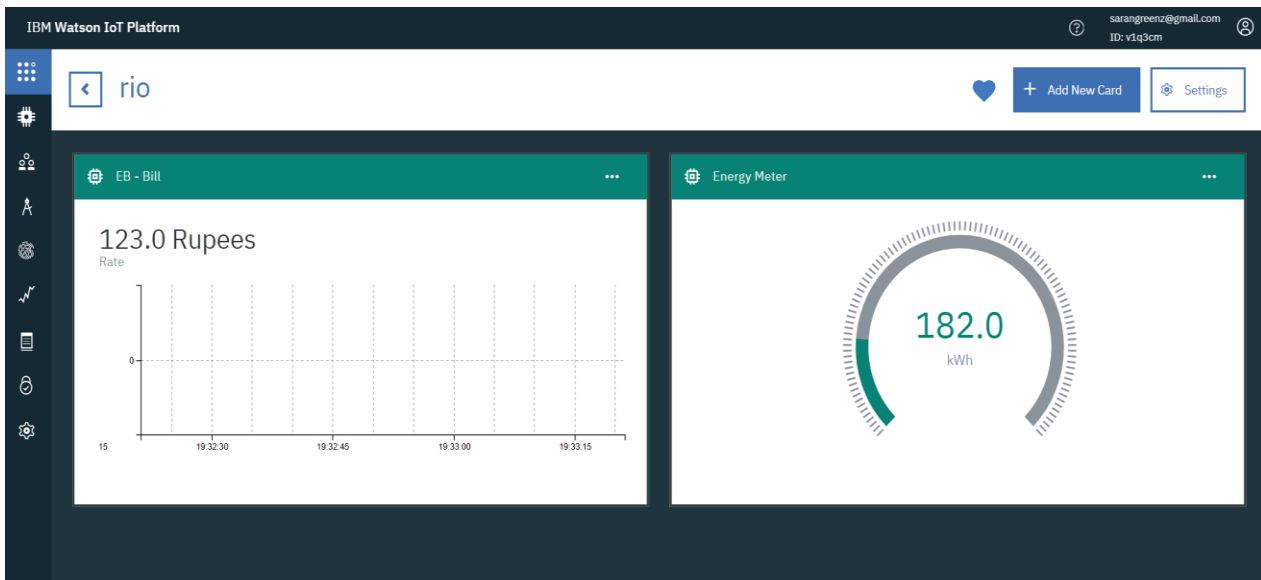 IBM Watson IoT Platform
sarangreenz@gmail.com
ID: v1q3cm
rio
+ Add New Card
Settings
EB - Bill
Energy Meter
123.0 Rupees
Rate
0
15 19:32:30 19:32:45 19:33:00 19:33:15
182.0
kWh